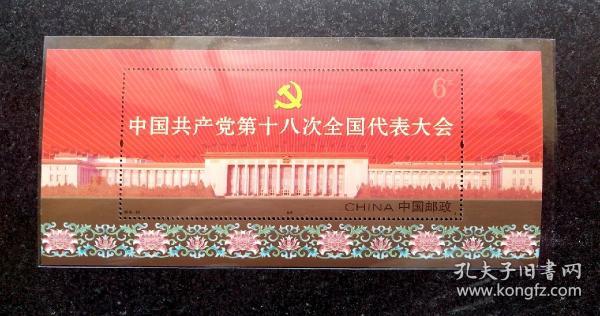 6元
中国共产党第十八次全国代表大会
CHINA 中国邮政
孔夫子旧书网
www.kongfz.com